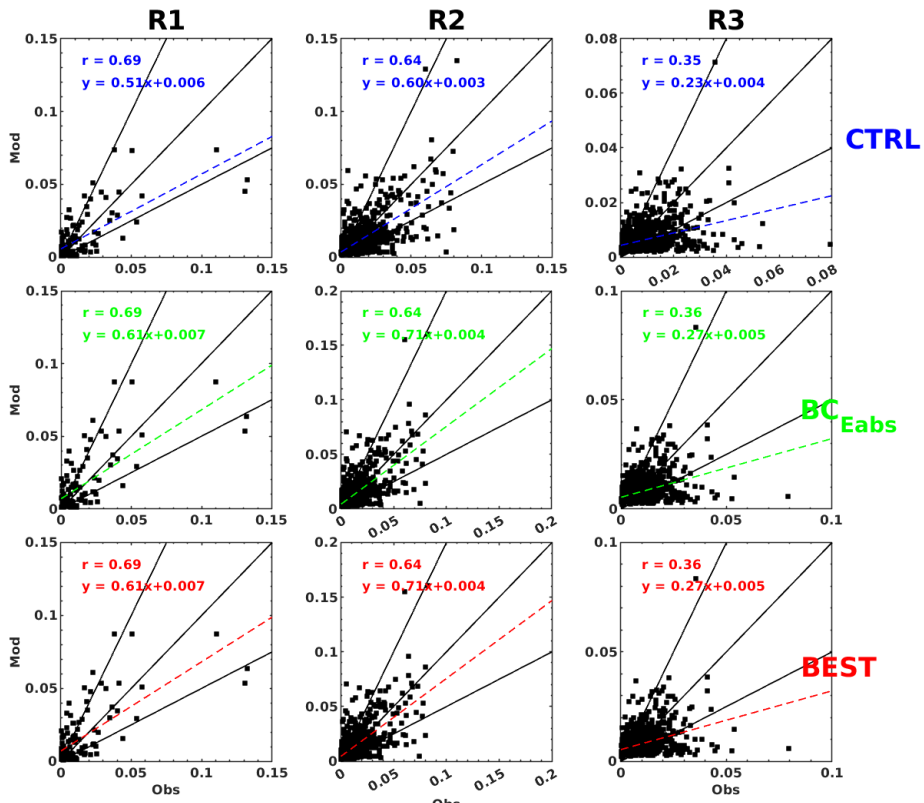 R1 R2 R3
0.15 0.15 0.08
r = 0.69 r = 0.64 r = 0.35
y = 0.51x+0.006 y = 0.60x+0.003 y = 0.23x+0.004
0.1 0.1 0.06
Mod
CTRL
0.04
0.05 0.05
0.02
0 0 0
0 0.05 0.1 0.15 0 0.05 0.1 0.15 0 0.02 0.04 0.06 0.08
0.15 0.2 0.1
r = 0.69 r = 0.64 r = 0.36
y = 0.61x+0.007 y = 0.71x+0.004 y = 0.27x+0.005
0.15
0.1
Mod
0.1 0.05
BC Eabs
0.05
0.05
0 0 0
0 0.05 0.1 0.15 0 0.05 0.1 0.15 0.2 0 0.05 0.1
0.15 0.2 0.1
r = 0.69 r = 0.64 r = 0.36
y = 0.61x+0.007 y = 0.71x+0.004 y = 0.27x+0.005
0.15
0.1
Mod
0.1 0.05
BEST
0.05
0.05
0 0 0
0 0.05 0.1 0.15 0 0.05 0.1 0.15 0.2 0 0.05 0.1
Obs Obs Obs